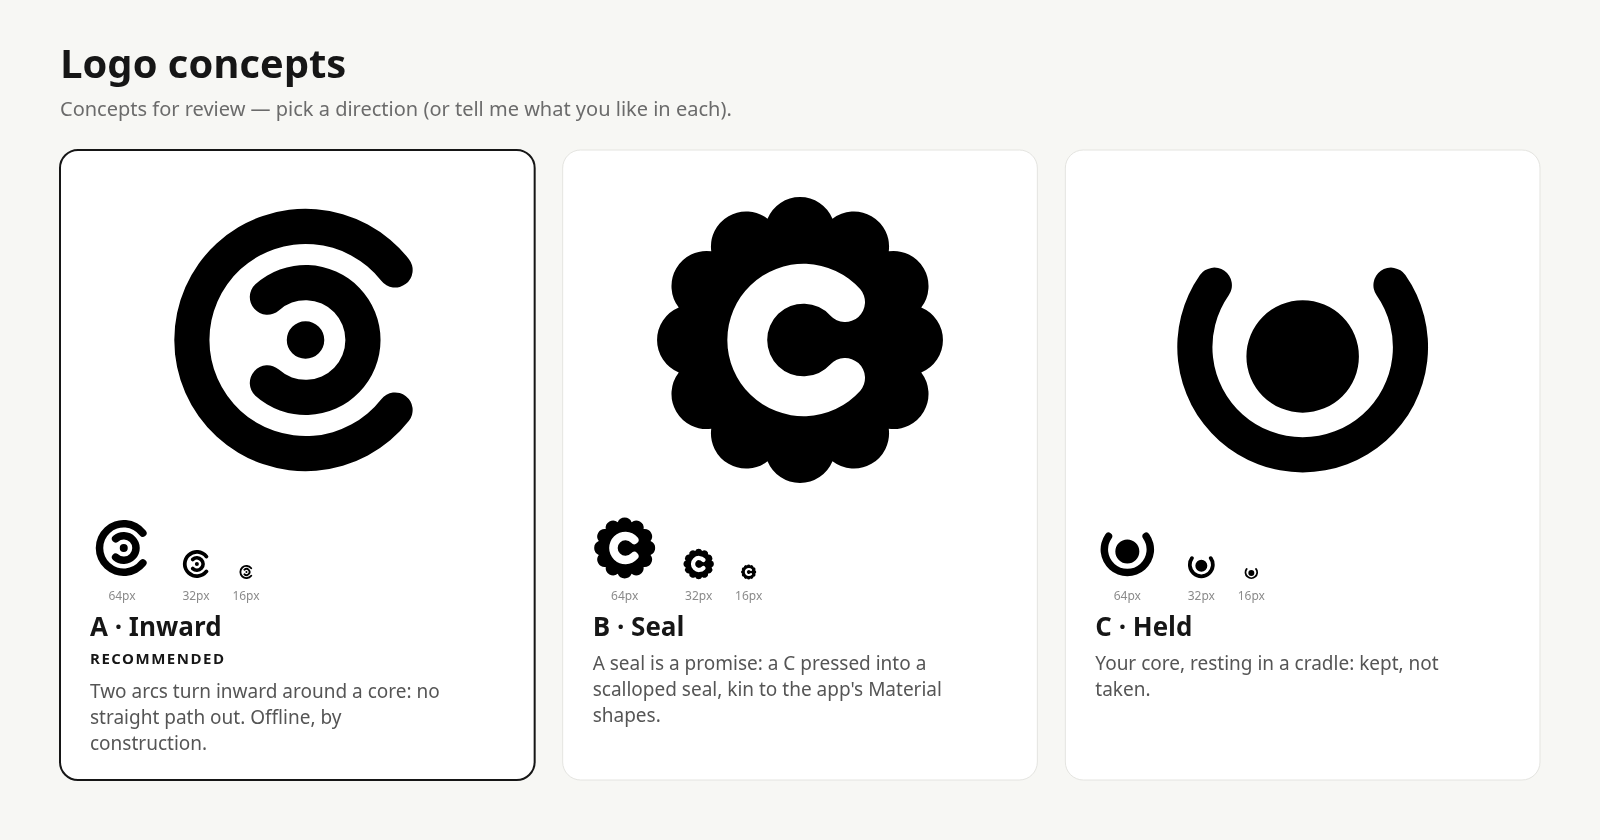 Logo concepts
Concepts for review — pick a direction (or tell me what you like in each).
64px 32px 16px
A · Inward
RECOMMENDED
Two arcs turn inward around a core: no
straight path out. Offline, by
construction.
64px 32px 16px
B · Seal
A seal is a promise: a C pressed into a
scalloped seal, kin to the app's Material
shapes.
64px 32px 16px
C · Held
Your core, resting in a cradle: kept, not
taken.